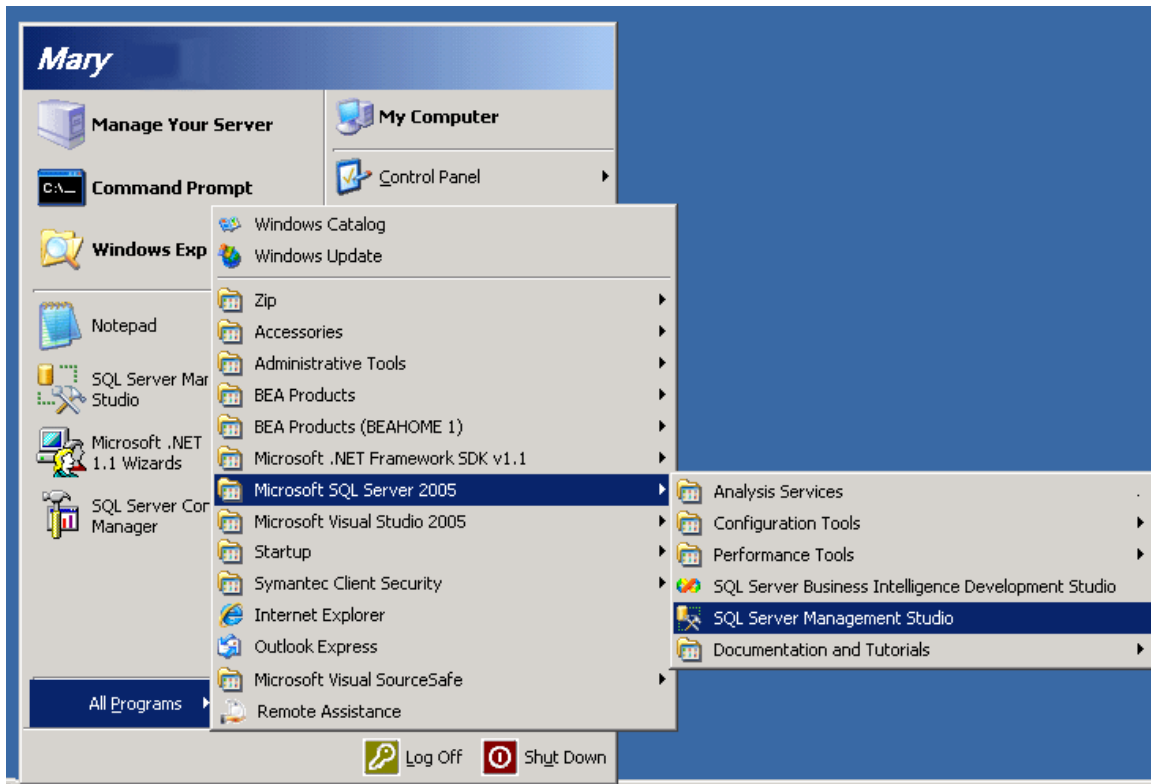 Mary
Manage Your Server
Command Prompt
Windows Exp
Notepad
SQL Server Mar
Studio
Microsoft .NET
1.1 Wizards
SQL Server Cor
Manager
All Programs
My Computer
Control Panel
Windows Catalog
Windows Update
Zip
Accessories
Administrative Tools
BEA Products
BEA Products (BEAHOME 1)
Microsoft .NET Framework SDK v1.1
Microsoft SQL Server 2005
Microsoft Visual Studio 2005
Startup
Symantec Client Security
Internet Explorer
Outlook Express
Microsoft Visual SourceSafe
Remote Assistance
Analysis Services
Configuration Tools
Performance Tools
SQL Server Business Intelligence Development Studio
SQL Server Management Studio
Documentation and Tutorials
Log Off
Shut Down
C:\_